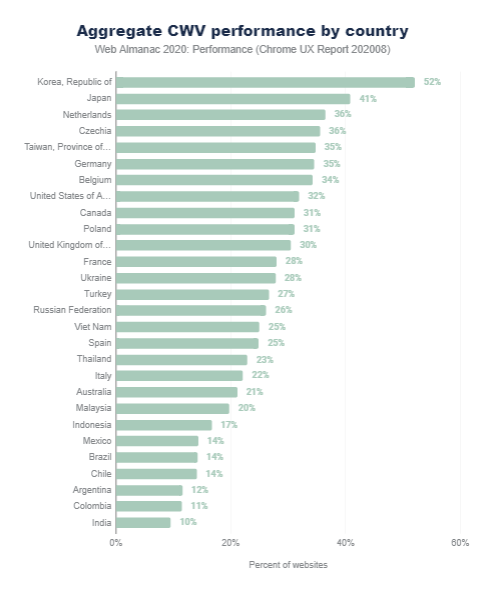 Aggregate CWV performance by country
Web Almanac 2020: Performance (Chrome UX Report 202008)
Korea, Republic of 52%
Japan 41%
Netherlands 36%
Czechia 36%
Taiwan, Province of... 35%
Germany 35%
Belgium 34%
United States of A... 32%
Canada 31%
Poland 31%
United Kingdom of... 30%
France 28%
Ukraine 28%
Turkey 27%
Russian Federation 26%
Viet Nam 25%
Spain 25%
Thailand 23%
Italy 22%
Australia 21%
Malaysia 20%
Indonesia 17%
Mexico 14%
Brazil 14%
Chile 14%
Argentina 12%
Colombia 11%
India 10%
0% 20% 40% 60%
Percent of websites